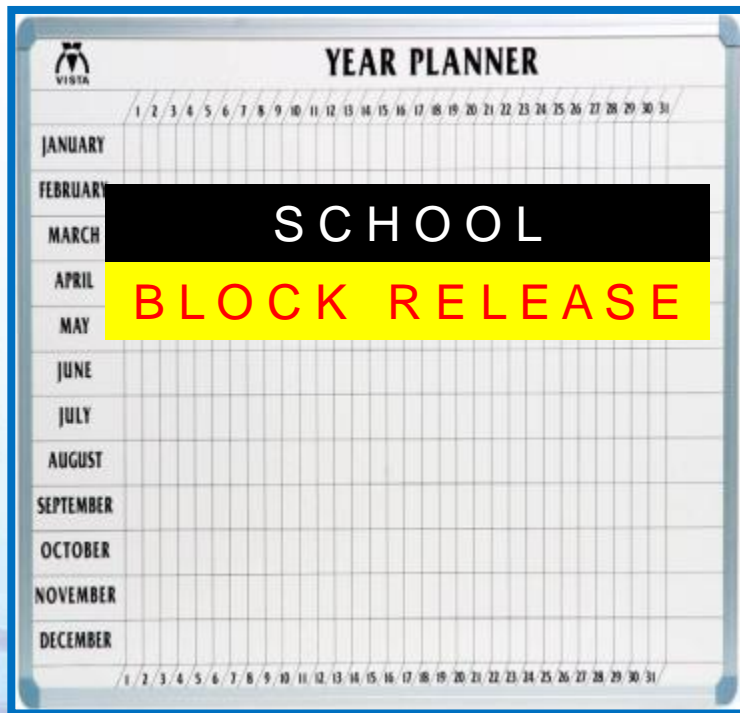 VISTA
YEAR PLANNER
1 2 3 4 5 6 7 8 9 10 11 12 13 14 15 16 17 18 19 20 21 22 23 24 25 26 27 28 29 30 31
JANUARY
FEBRUARY
SCHOOL
MARCH
APRIL
BLOCK RELEASE
MAY
JUNE
JULY
AUGUST
SEPTEMBER
OCTOBER
NOVEMBER
DECEMBER
1 2 3 4 5 6 7 8 9 10 11 12 13 14 15 16 17 18 19 20 21 22 23 24 25 26 27 28 29 30 31